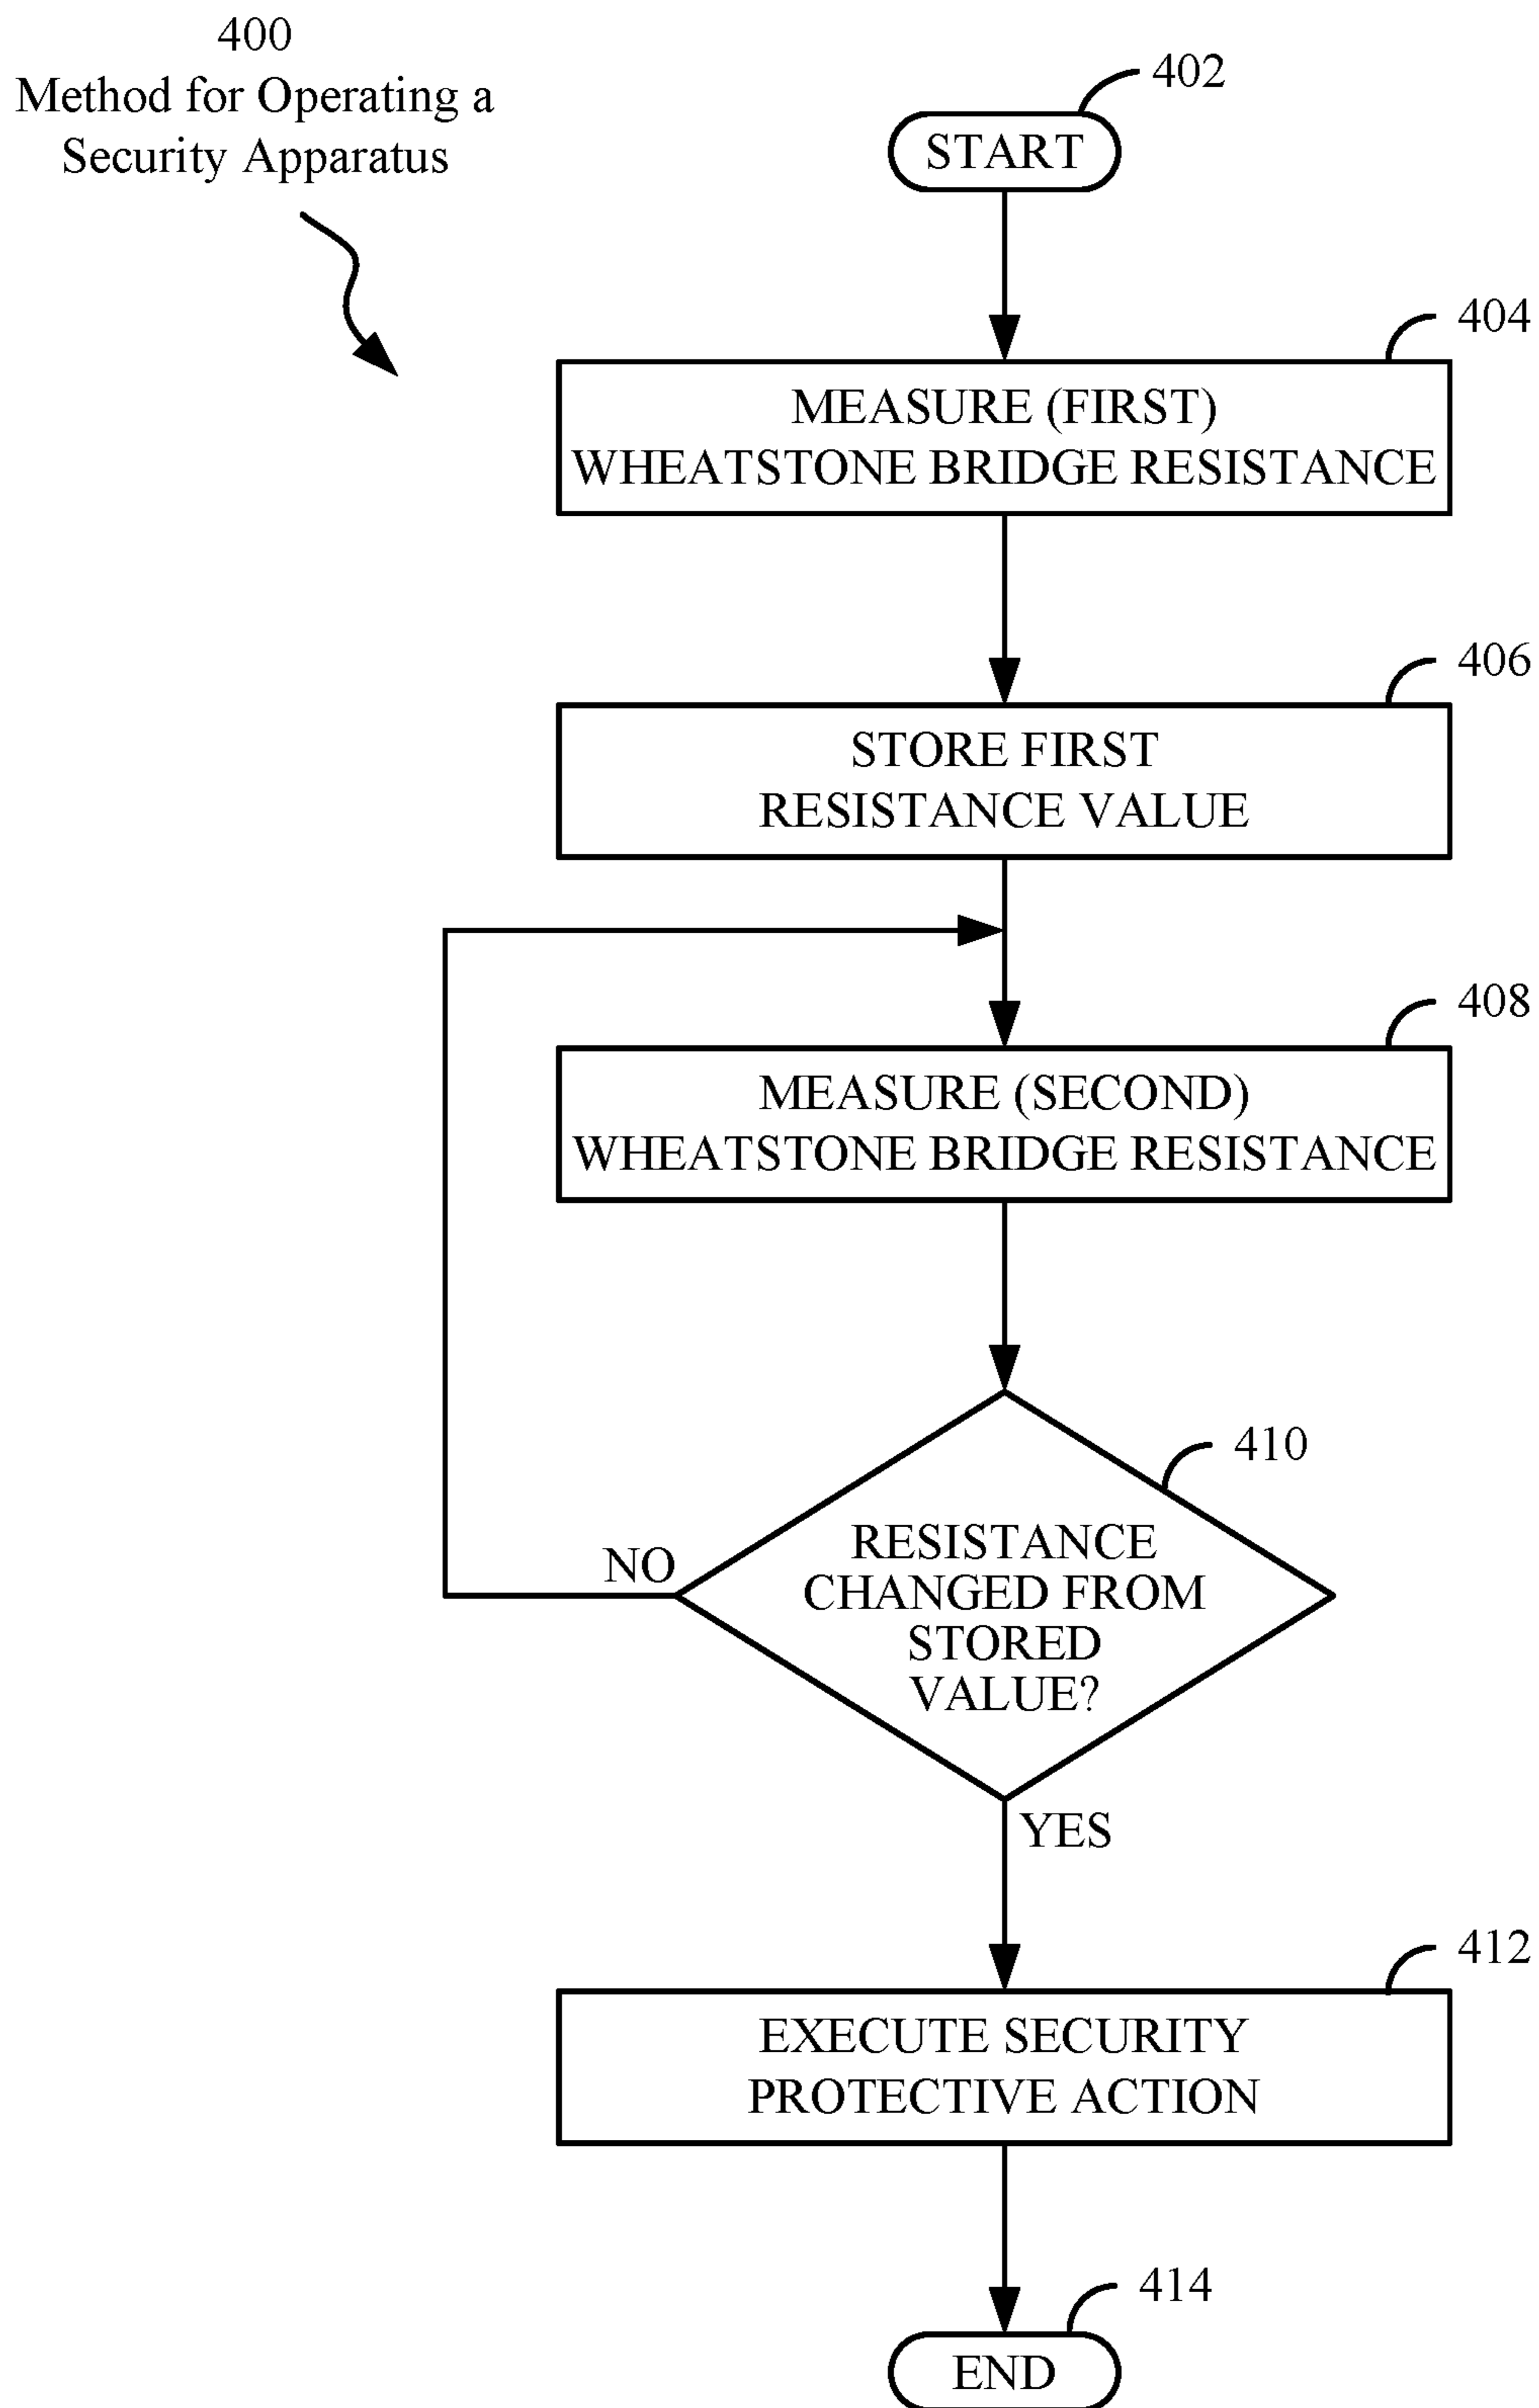 400
Method for Operating a
Security Apparatus
402
START
404
MEASURE (FIRST)
WHEATSTONE BRIDGE RESISTANCE
406
STORE FIRST
RESISTANCE VALUE
408
MEASURE (SECOND)
WHEATSTONE BRIDGE RESISTANCE
410
RESISTANCE
CHANGED FROM
STORED
VALUE?
NO
YES
412
EXECUTE SECURITY
PROTECTIVE ACTION
414
END